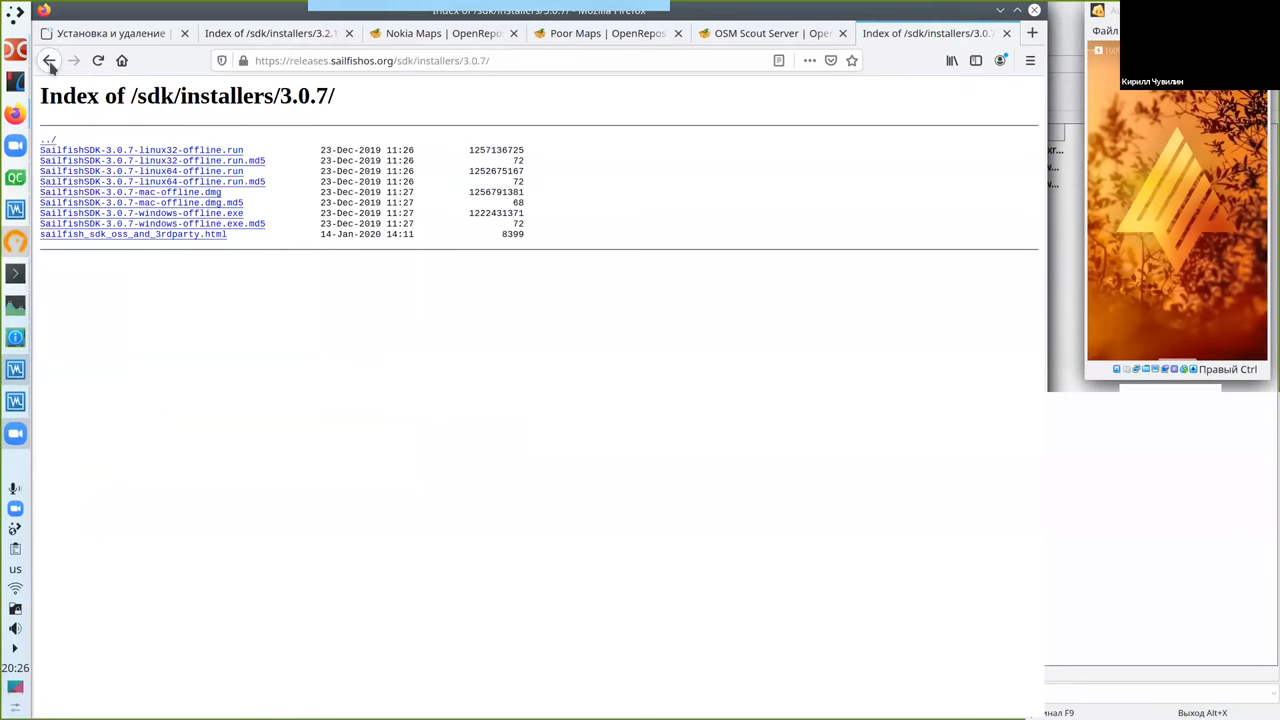 Index of /sdk/installers/3.0.7/ - Mozilla Firefox
Установка и удаление
Index of /sdk/installers/3.2.
Nokia Maps | OpenRepo
Poor Maps | OpenRepos
OSM Scout Server | Open
Index of /sdk/installers/3.0.7
https://releases.sailfishos.org/sdk/installers/3.0.7/
Index of /sdk/installers/3.0.7/
../
SailfishSDK-3.0.7-linux32-offline.run 23-Dec-2019 11:26 1257136725
SailfishSDK-3.0.7-linux32-offline.run.md5 23-Dec-2019 11:26 72
SailfishSDK-3.0.7-linux64-offline.run 23-Dec-2019 11:26 1252675167
SailfishSDK-3.0.7-linux64-offline.run.md5 23-Dec-2019 11:26 72
SailfishSDK-3.0.7-mac-offline.dmg 23-Dec-2019 11:27 1256791381
SailfishSDK-3.0.7-mac-offline.dmg.md5 23-Dec-2019 11:27 68
SailfishSDK-3.0.7-windows-offline.exe 23-Dec-2019 11:27 1222431371
SailfishSDK-3.0.7-windows-offline.exe.md5 23-Dec-2019 11:27 72
sailfish_sdk_oss_and_3rdparty.html 14-Jan-2020 14:11 8399
QC
us
20:26
Файл
Кирилл Чувилин
Правый Ctrl
инал F9
Выход Alt+X